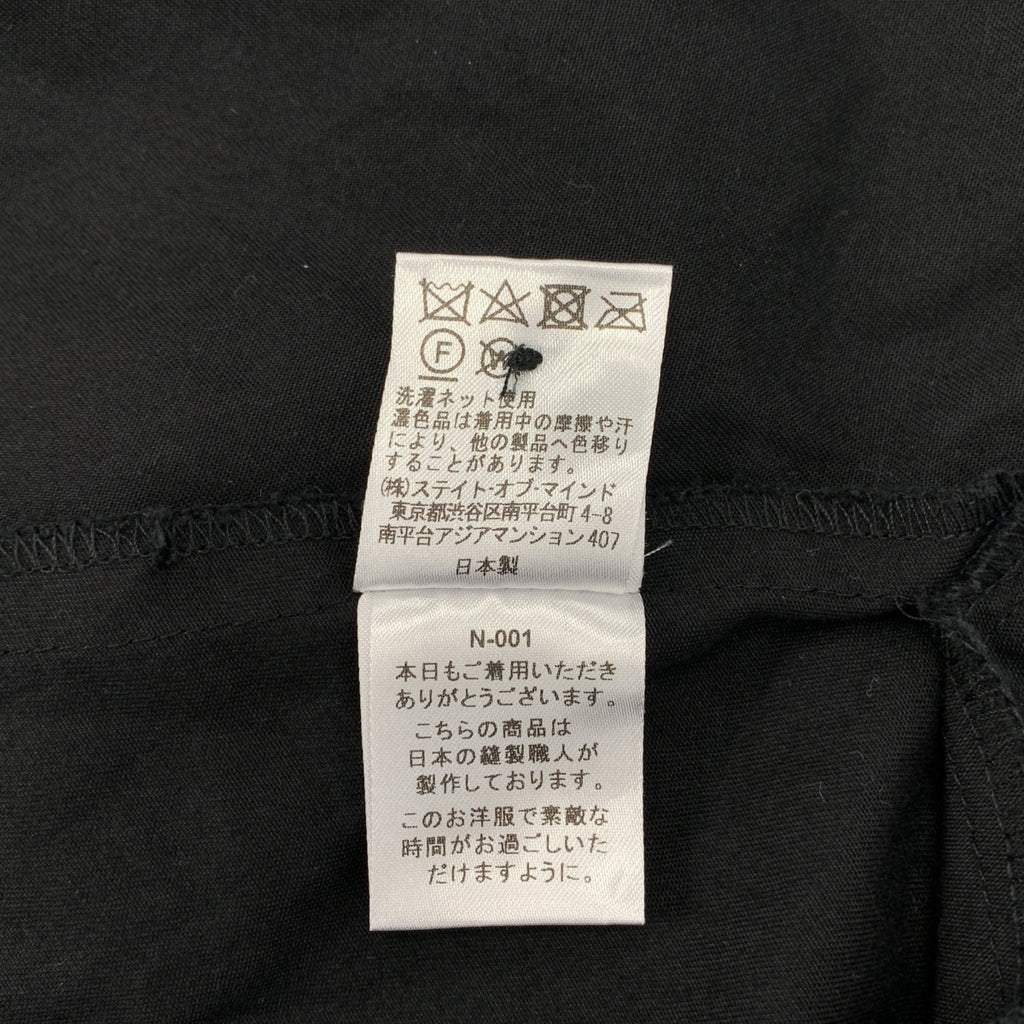 F
W
洗濯ネット使用
濃色品は着用中の摩擦や汗
により、他の製品へ色移り
することがあります。
(株)ステイト・オブ・マインド
東京都渋谷区南平台町4-8
南平台アジアマンション407
日本製
N-001
本日もご着用いただき
ありがとうございます。
こちらの商品は
日本の縫製職人が
製作しております。
このお洋服で素敵な
時間がお過ごしいた
だけますように。